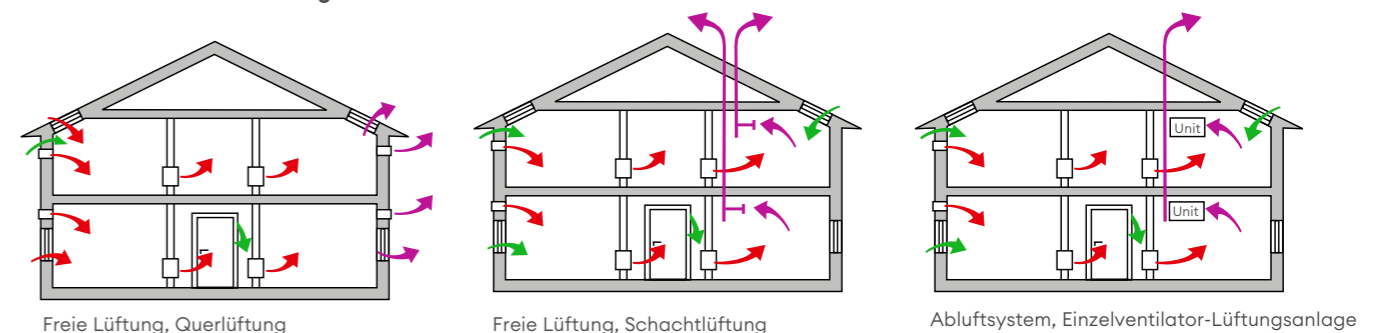 Unit
Unit
Freie Lüftung, Querlüftung
Freie Lüftung, Schachtlüftung
Abluftsystem, Einzelventilator-Lüftungsanlage